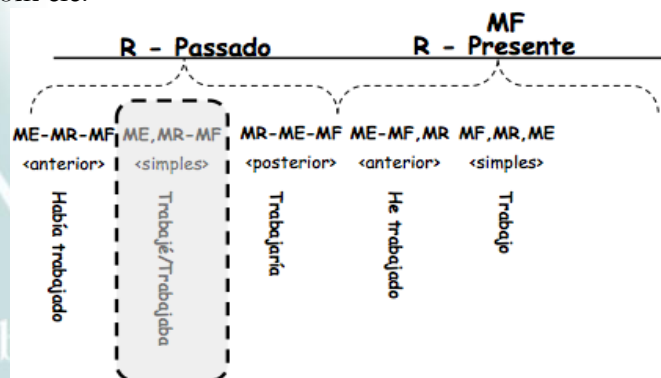 MF
R - Passado R - Presente
ME-MR-MF ME,MR-MF MR-ME-MF ME-MF,MR MF,MR,ME
<anterior> <simples> <posterior> <anterior> <simples>
Había trabajado
Trabajé/Trabajaba
Trabajaría
He trabajado
Trabajo